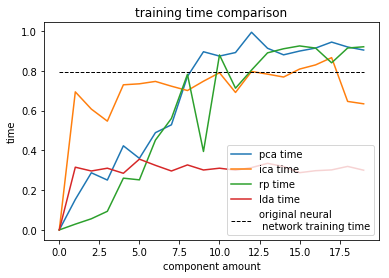 training time comparison
1.0
0.8
0.6
0.4
0.2
0.0
time
pca time
ica time
rp time
lda time
original neural
network training time
0.0 2.5 5.0 7.5 10.0 12.5 15.0 17.5
component amount